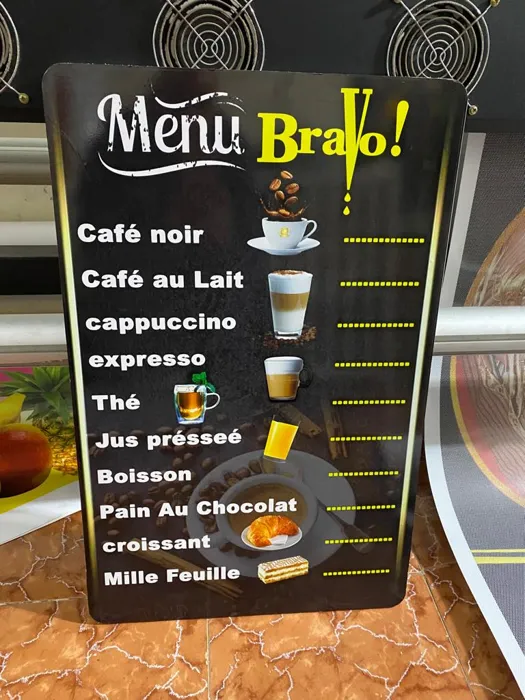 Menu BraVo!
Café noir ....................
Café au Lait ....................
cappuccino ....................
expresso ....................
Thé ....................
Jus présseé ....................
Boisson ....................
Pain Au Chocolat ....................
croissant ....................
Mille Feuille ....................